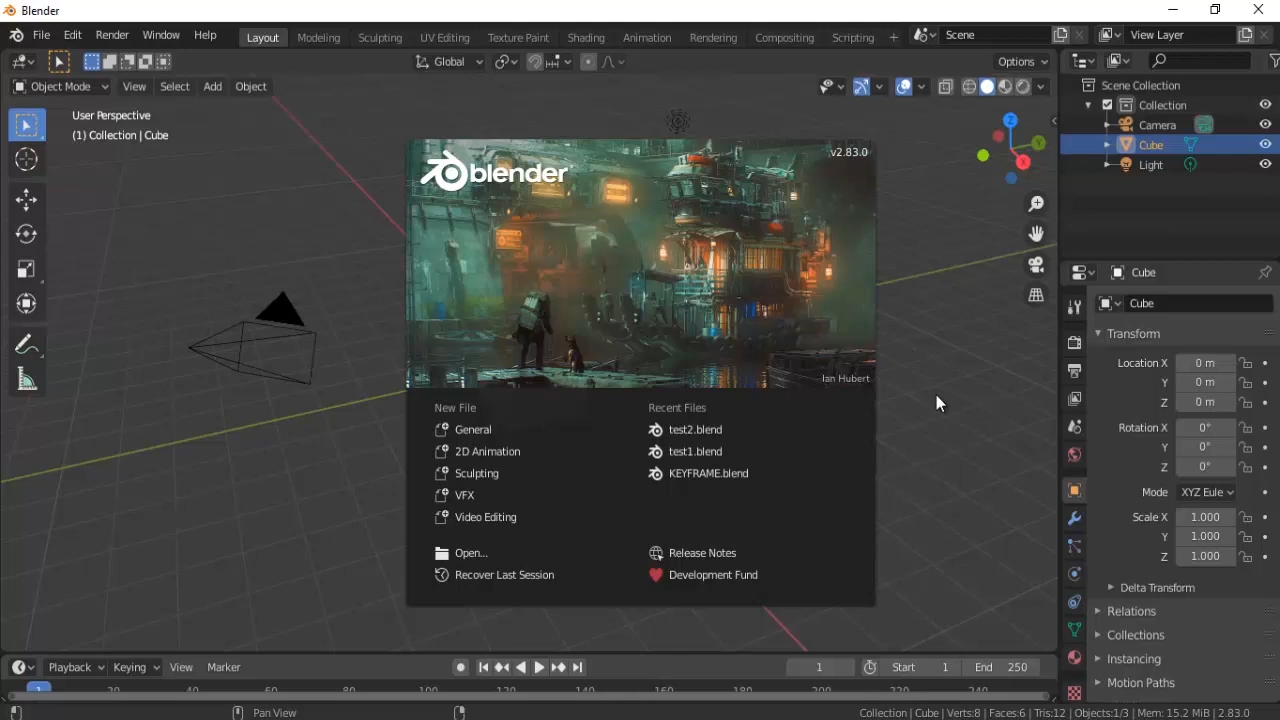 Blender
File Edit Render Window Help Layout Modeling Sculpting UV Editing Texture Paint Shading Animation Rendering Compositing Scripting + Scene View Layer
Global Options
Object Mode View Select Add Object
User Perspective
(1) Collection | Cube
Z
Y
X
blender
v2.83.0
Ian Hubert
New File
General
2D Animation
Sculpting
VFX
Video Editing
Open...
Recover Last Session
Recent Files
test2.blend
test1.blend
KEYFRAME.blend
Release Notes
Development Fund
Scene Collection
Collection
Camera
Cube
Light
Cube
Cube
Transform
Location X 0 m
Y 0 m
Z 0 m
Rotation X 0°
Y 0°
Z 0°
Mode XYZ Eule
Scale X 1.000
Y 1.000
Z 1.000
Delta Transform
Relations
Collections
Instancing
Motion Paths
Playback Keying View Marker 1 Start 1 End 250
1 20 40 60 80 100 120 140 160 180 200 220 240
Pan View
Collection | Cube | Verts:8 | Faces:6 | Tris:12 | Objects:1/3 | Mem: 15.2 MiB | 2.83.0